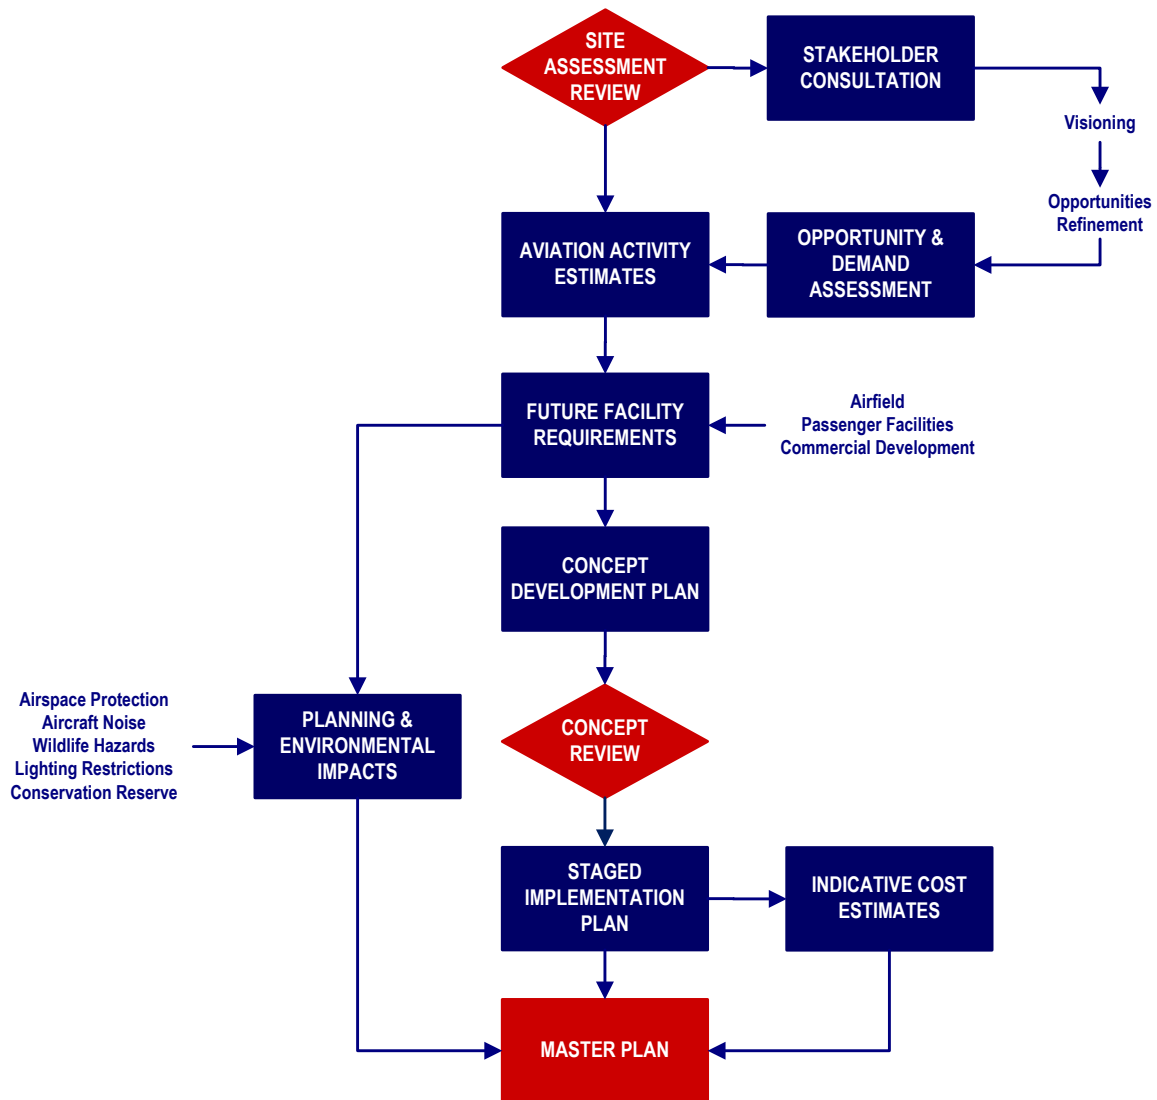 SITE
ASSESSMENT
REVIEW
STAKEHOLDER
CONSULTATION
Visioning
Opportunities
Refinement
AVIATION ACTIVITY
ESTIMATES
OPPORTUNITY &
DEMAND
ASSESSMENT
FUTURE FACILITY
REQUIREMENTS
Airfield
Passenger Facilities
Commercial Development
CONCEPT
DEVELOPMENT PLAN
Airspace Protection
Aircraft Noise
Wildlife Hazards
Lighting Restrictions
Conservation Reserve
PLANNING &
ENVIRONMENTAL
IMPACTS
CONCEPT
REVIEW
STAGED
IMPLEMENTATION
PLAN
INDICATIVE COST
ESTIMATES
MASTER PLAN